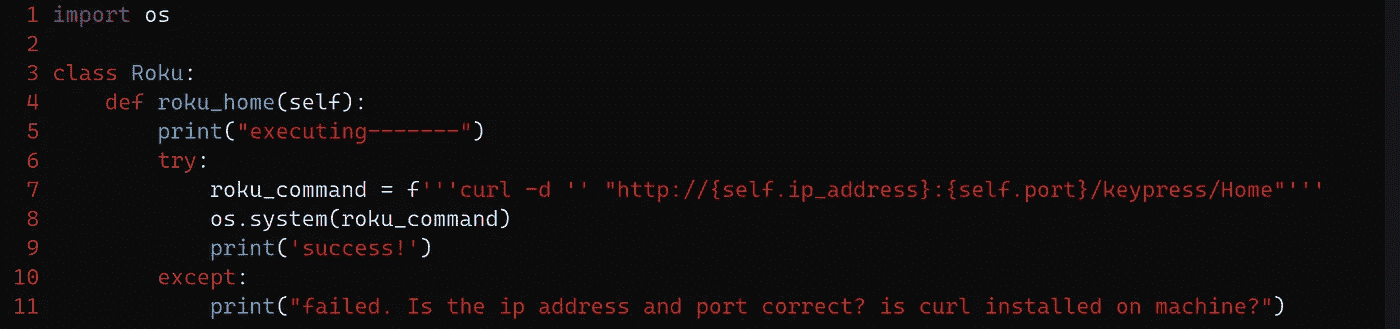 1 import os
2
3 class Roku:
4     def roku_home(self):
5         print("executing-------")
6         try:
7             roku_command = f'''curl -d '' "http://{self.ip_address}:{self.port}/keypress/Home"'''
8             os.system(roku_command)
9             print('success!')
10         except:
11             print("failed. Is the ip address and port correct? is curl installed on machine?")